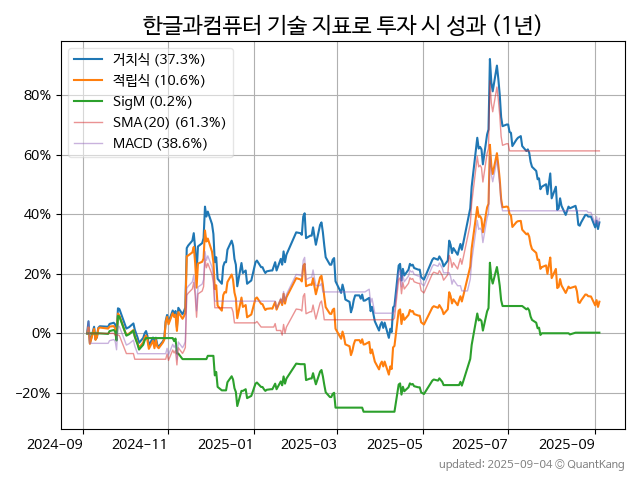 한글과컴퓨터 기술 지표로 투자 시 성과 (1년)
거치식 (37.3%)
적립식 (10.6%)
SigM (0.2%)
SMA(20) (61.3%)
MACD (38.6%)
80%
60%
40%
20%
0%
−20%
2024-09 2024-11 2025-01 2025-03 2025-05 2025-07 2025-09
updated: 2025-09-04 © QuantKang